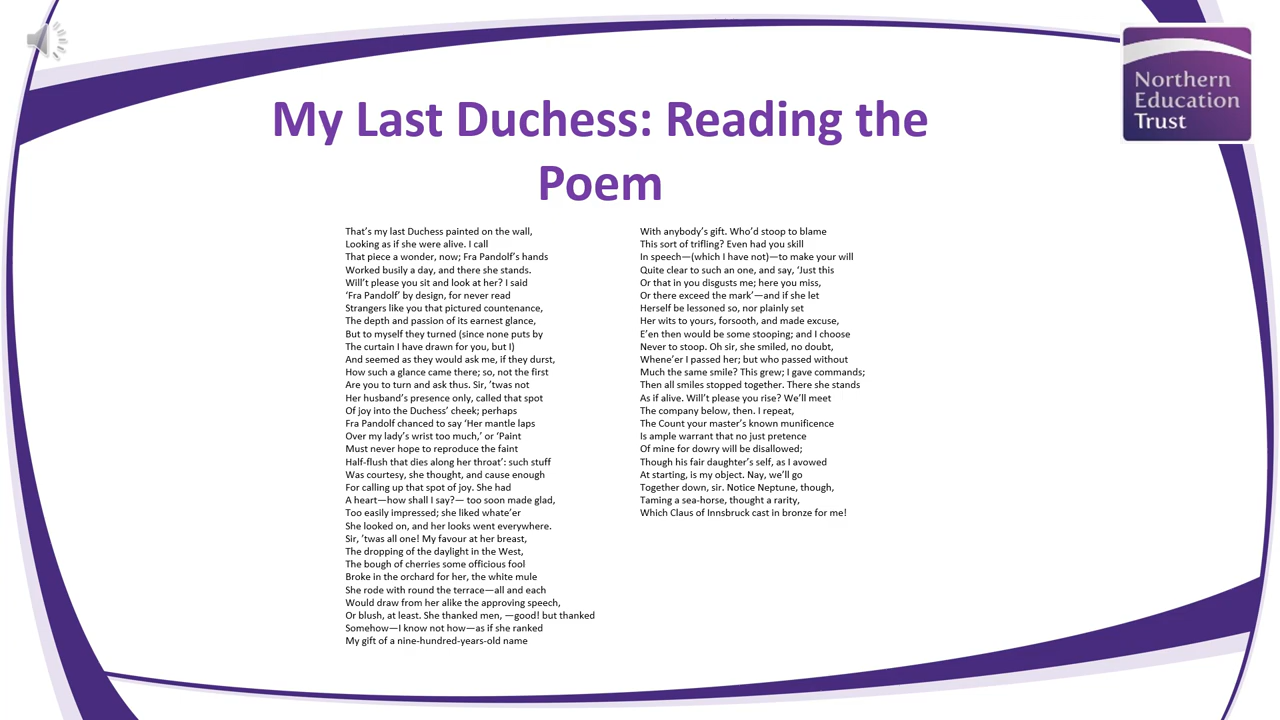 My Last Duchess: Reading the
Poem
Northern
Education
Trust
That’s my last Duchess painted on the wall,
Looking as if she were alive. I call
That piece a wonder, now; Fra Pandolf’s hands
Worked busily a day, and there she stands.
Will’t please you sit and look at her? I said
‘Fra Pandolf’ by design, for never read
Strangers like you that pictured countenance,
The depth and passion of its earnest glance,
But to myself they turned (since none puts by
The curtain I have drawn for you, but I)
And seemed as they would ask me, if they durst,
How such a glance came there; so, not the first
Are you to turn and ask thus. Sir, ’twas not
Her husband’s presence only, called that spot
Of joy into the Duchess’ cheek; perhaps
Fra Pandolf chanced to say ‘Her mantle laps
Over my lady’s wrist too much,’ or ‘Paint
Must never hope to reproduce the faint
Half-flush that dies along her throat’: such stuff
Was courtesy, she thought, and cause enough
For calling up that spot of joy. She had
A heart—how shall I say?— too soon made glad,
Too easily impressed; she liked whate’er
She looked on, and her looks went everywhere.
Sir, ’twas all one! My favour at her breast,
The dropping of the daylight in the West,
The bough of cherries some officious fool
Broke in the orchard for her, the white mule
She rode with round the terrace—all and each
Would draw from her alike the approving speech,
Or blush, at least. She thanked men, —good! but thanked
Somehow—I know not how—as if she ranked
My gift of a nine-hundred-years-old name
With anybody’s gift. Who’d stoop to blame
This sort of trifling? Even had you skill
In speech—(which I have not)—to make your will
Quite clear to such an one, and say, ‘Just this
Or that in you disgusts me; here you miss,
Or there exceed the mark’—and if she let
Herself be lessoned so, nor plainly set
Her wits to yours, forsooth, and made excuse,
E’en then would be some stooping; and I choose
Never to stoop. Oh sir, she smiled, no doubt,
Whene’er I passed her; but who passed without
Much the same smile? This grew; I gave commands;
Then all smiles stopped together. There she stands
As if alive. Will’t please you rise? We’ll meet
The company below, then. I repeat,
The Count your master’s known munificence
Is ample warrant that no just pretence
Of mine for dowry will be disallowed;
Though his fair daughter’s self, as I avowed
At starting, is my object. Nay, we’ll go
Together down, sir. Notice Neptune, though,
Taming a sea-horse, thought a rarity,
Which Claus of Innsbruck cast in bronze for me!